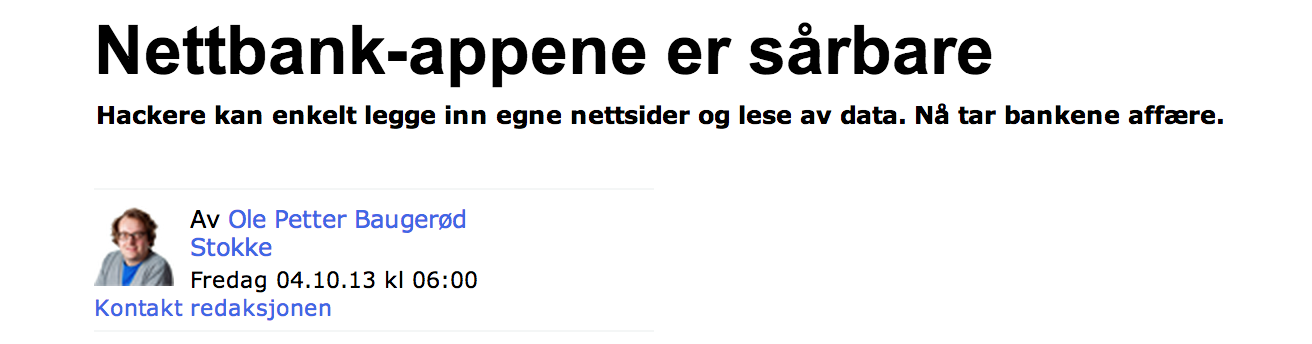 Nettbank-appene er sårbare
Hackere kan enkelt legge inn egne nettsider og lese av data. Nå tar bankene affære.
Av Ole Petter Baugerød
Stokke
Fredag 04.10.13 kl 06:00
Kontakt redaksjonen